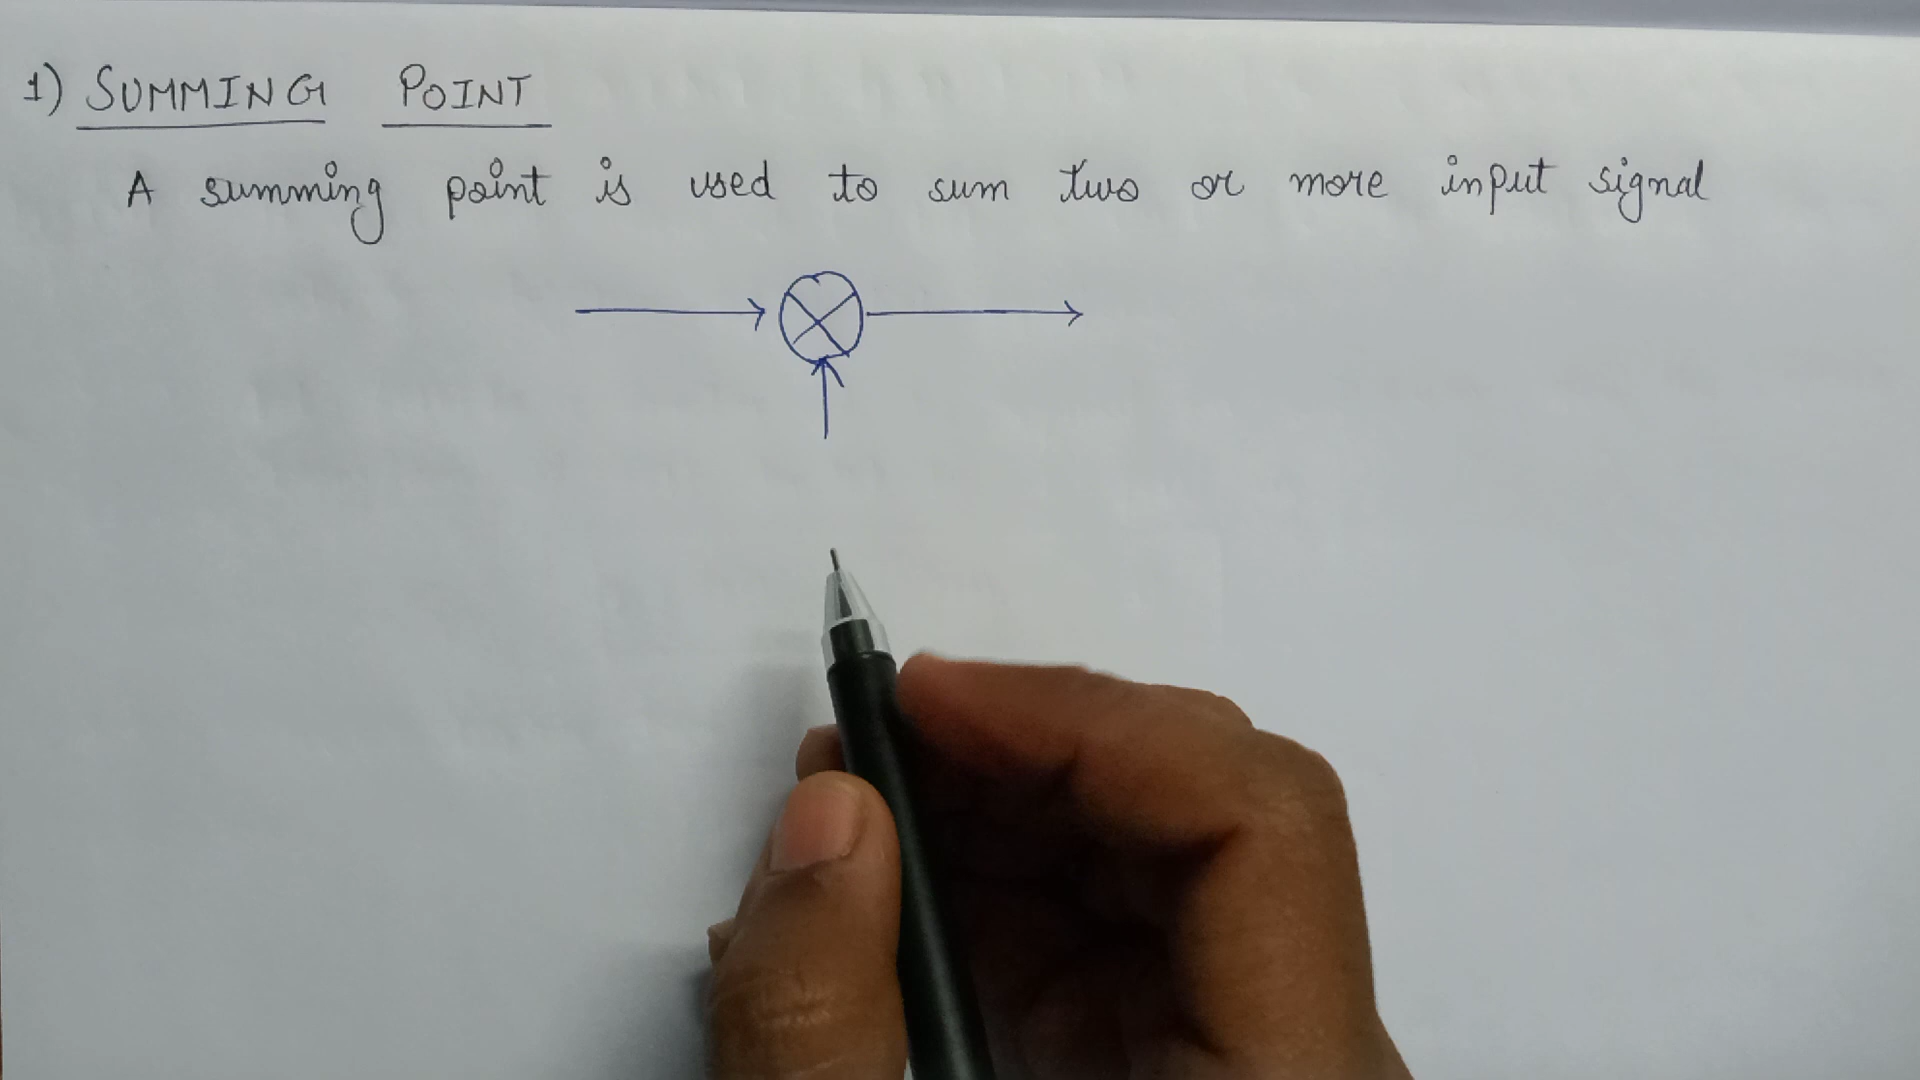 1) SUMMING POINT
A summing point is used to sum two or more input signal